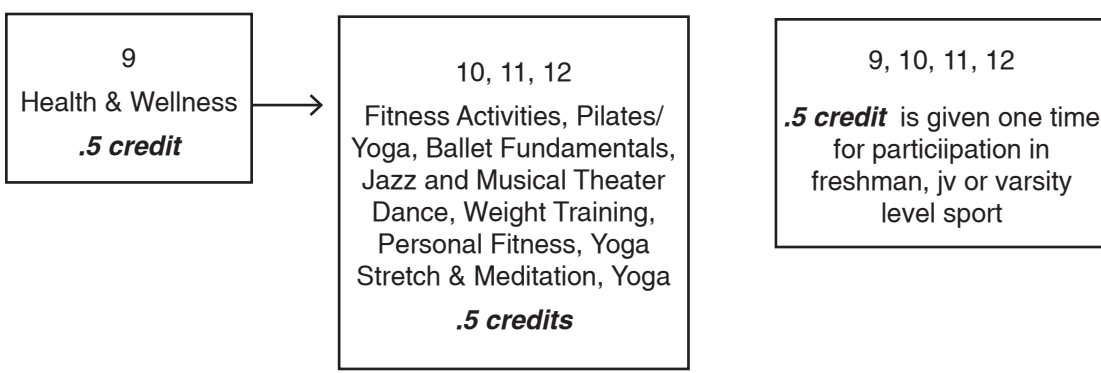 9
Health & Wellness
.5 credit
10, 11, 12
Fitness Activities, Pilates/
Yoga, Ballet Fundamentals,
Jazz and Musical Theater
Dance, Weight Training,
Personal Fitness, Yoga
Stretch & Meditation, Yoga
.5 credits
9, 10, 11, 12
.5 credit is given one time
for particiipation in
freshman, jv or varsity
level sport